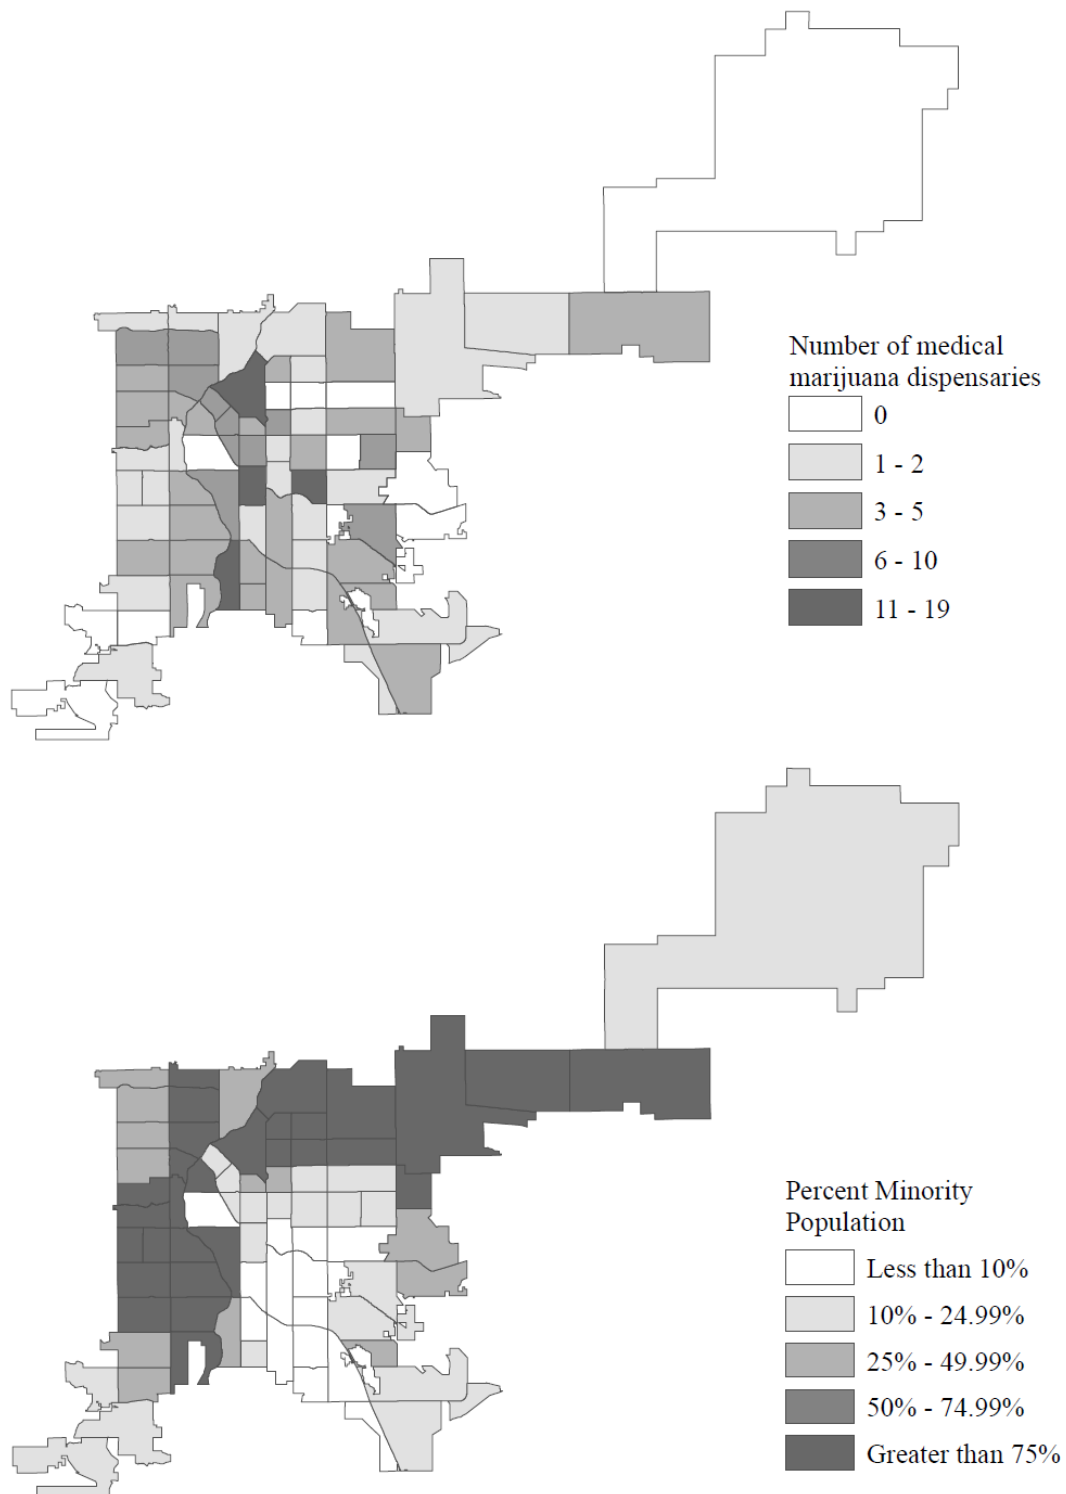 Number of medical
marijuana dispensaries
0
1 - 2
3 - 5
6 - 10
11 - 19
Percent Minority
Population
Less than 10%
10% - 24.99%
25% - 49.99%
50% - 74.99%
Greater than 75%